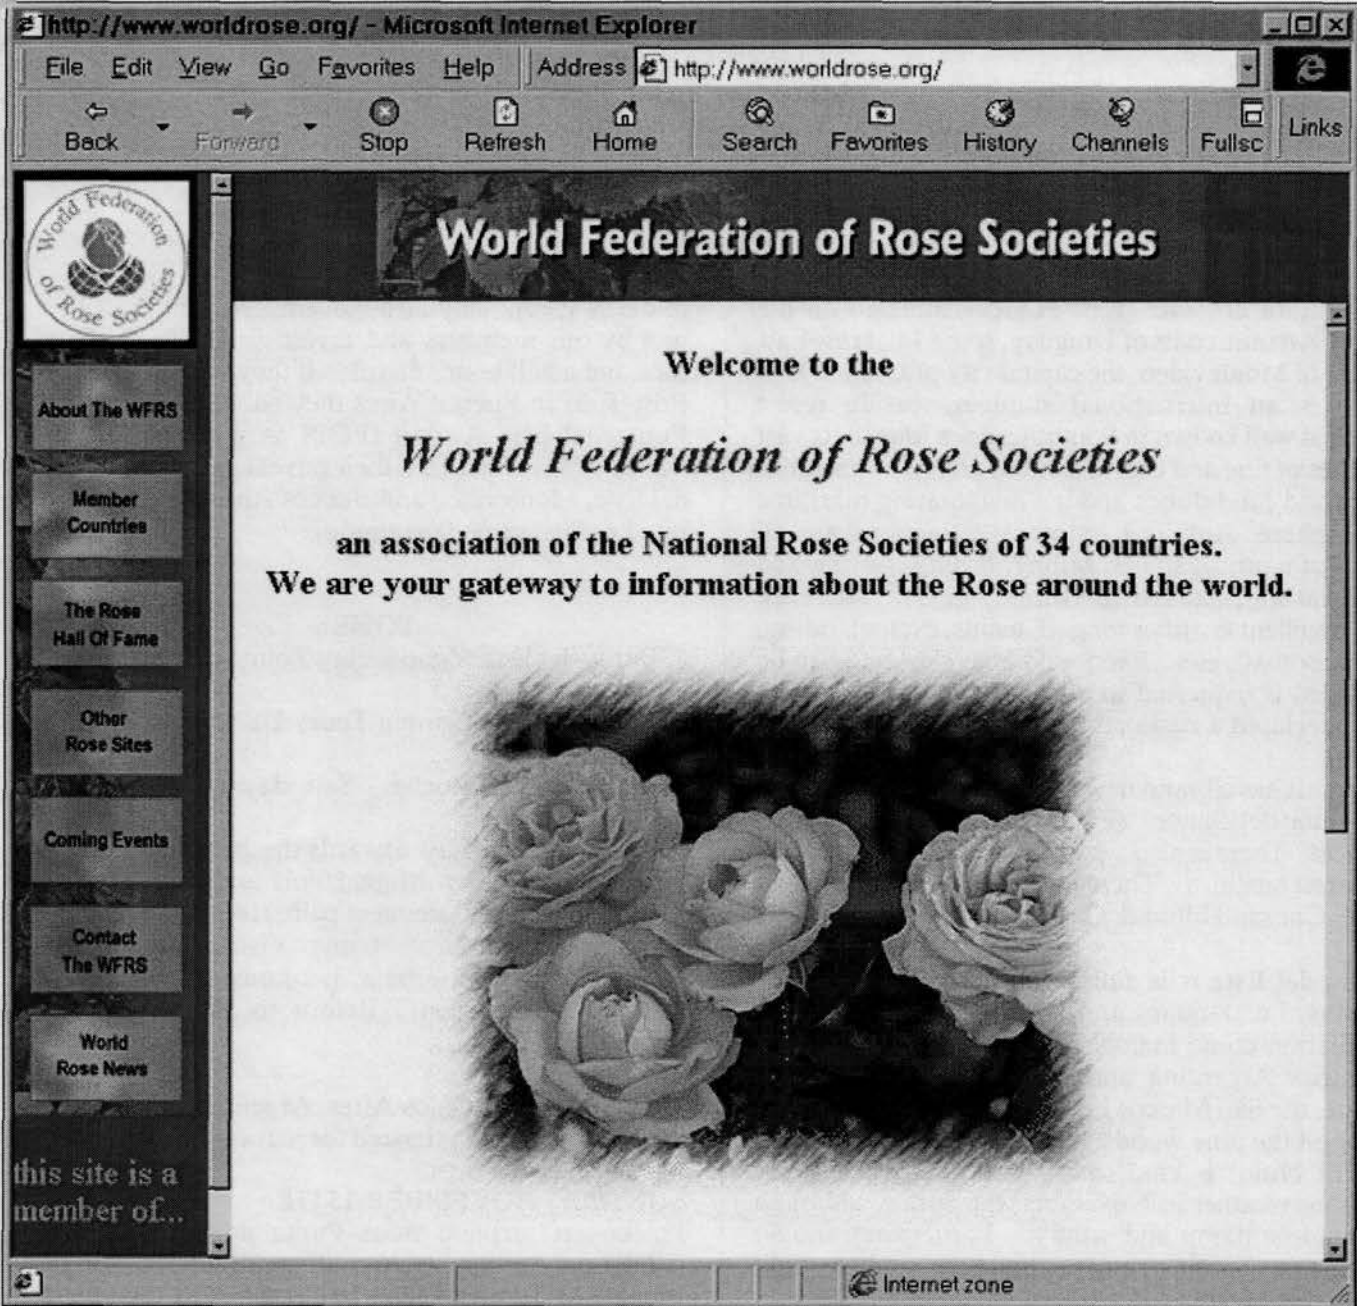 http://www.worldrose.org/ - Microsoft Internet Explorer
File Edit View Go Favorites Help Address http://www.worldrose.org/
Back Forward Stop Refresh Home Search Favorites History Channels Fullsc Links
World Federation of Rose Societies
World Federation of Rose Societies
Welcome to the
World Federation of Rose Societies
an association of the National Rose Societies of 34 countries.
We are your gateway to information about the Rose around the world.
About The WFRS
Member
Countries
The Rose
Hall Of Fame
Other
Rose Sites
Coming Events
Contact
The WFRS
World
Rose News
this site is a
member of...
Internet zone